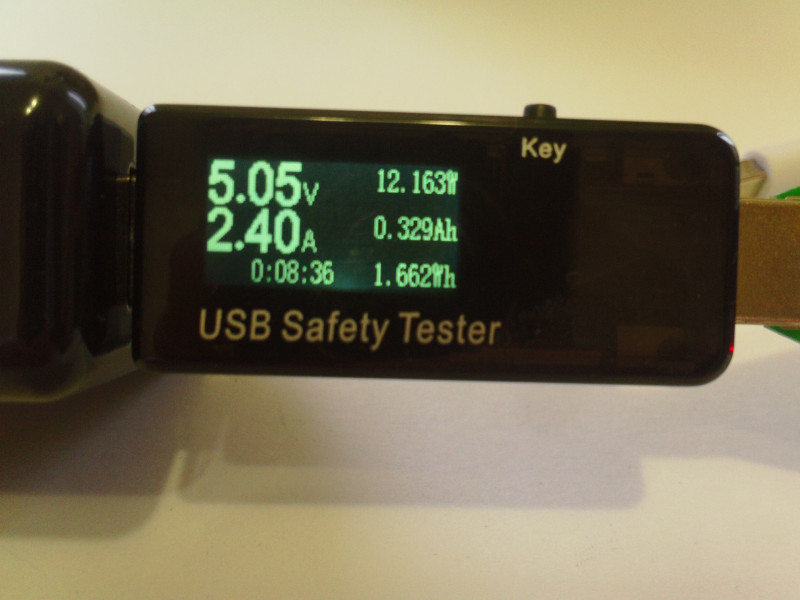 Key
5.05V 12.163W
2.40A 0.329Ah
0:08:36 1.662Wh
USB Safety Tester